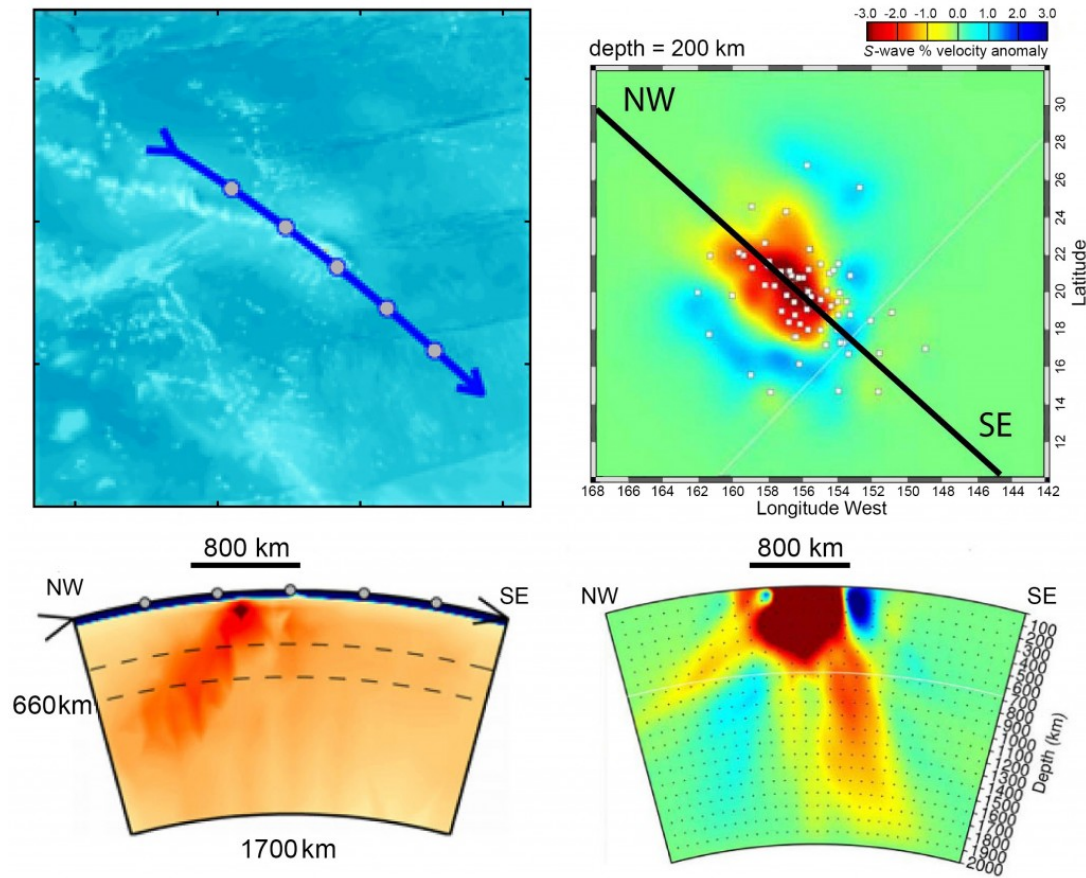 -3.0 -2.0 -1.0 0.0 1.0 2.0 3.0
S-wave % velocity anomaly
depth = 200 km
NW
SE
30
28
26
24
22
20
18
16
14
12
Latitude
168 166 164 162 160 158 156 154 152 150 148 146 144 142
Longitude West
800 km
NW
SE
660km
1700km
800 km
NW
SE
100
200
300
400
500
600
700
800
900
1000
1100
1200
1300
1400
1500
1600
1700
1800
1900
2000
Depth (km)